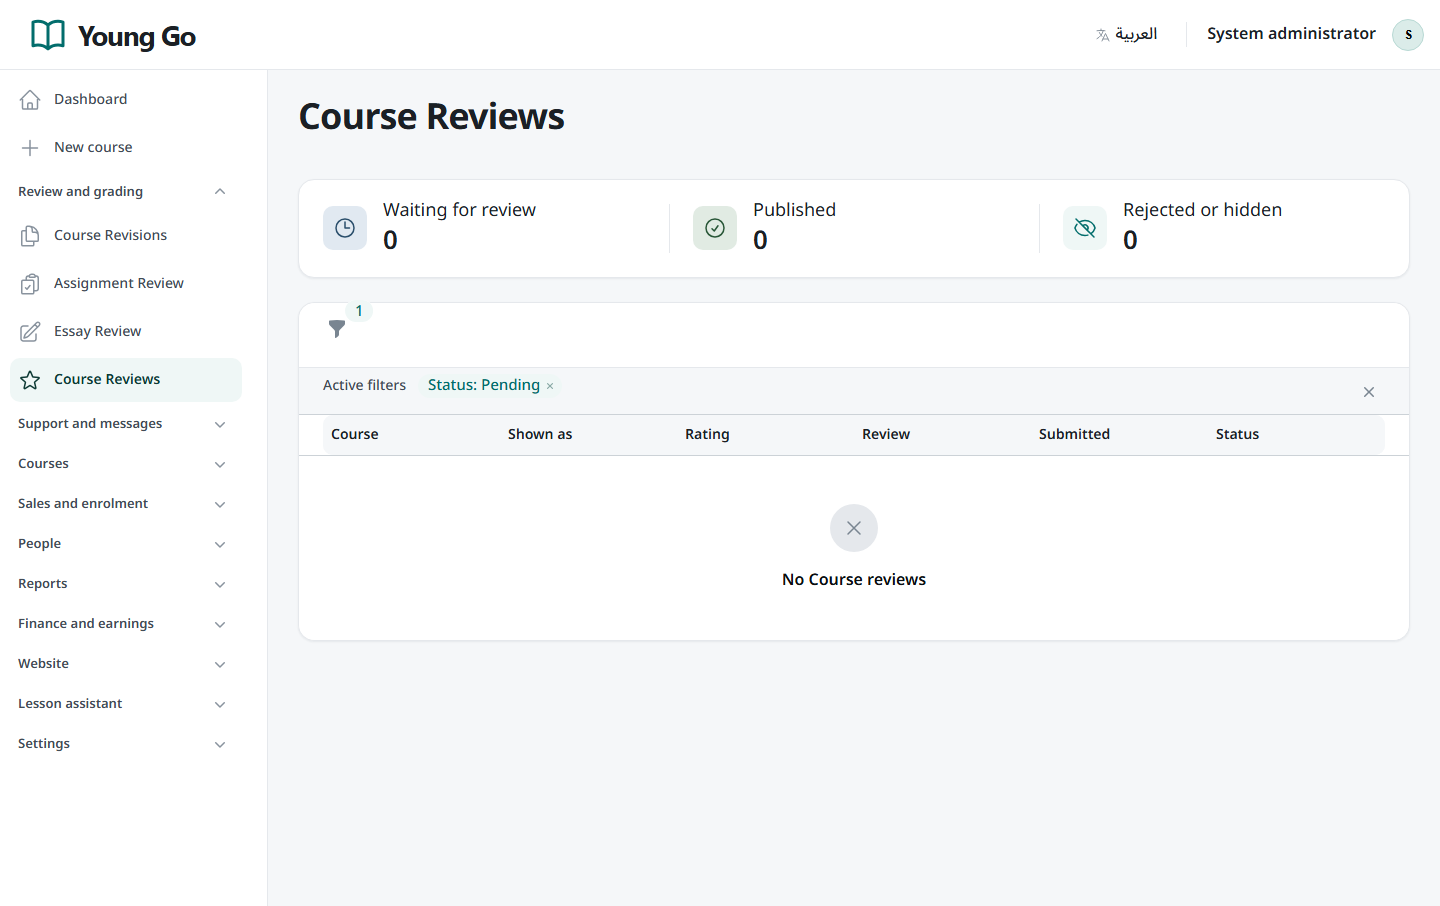 Young Go
العربية
System administrator
S
Dashboard
New course
Review and grading
Course Revisions
Assignment Review
Essay Review
Course Reviews
Support and messages
Courses
Sales and enrolment
People
Reports
Finance and earnings
Website
Lesson assistant
Settings
Course Reviews
Waiting for review
0
Published
0
Rejected or hidden
0
1
Active filters Status: Pending ×
Course Shown as Rating Review Submitted Status
No Course reviews